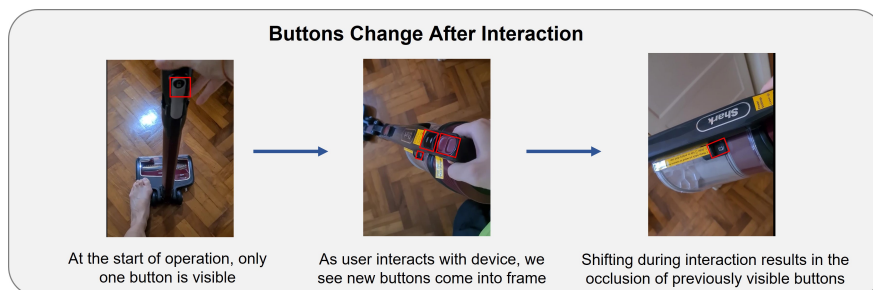 Buttons Change After Interaction
Shark
At the start of operation, only
one button is visible
As user interacts with device, we
see new buttons come into frame
Shifting during interaction results in the
occlusion of previously visible buttons